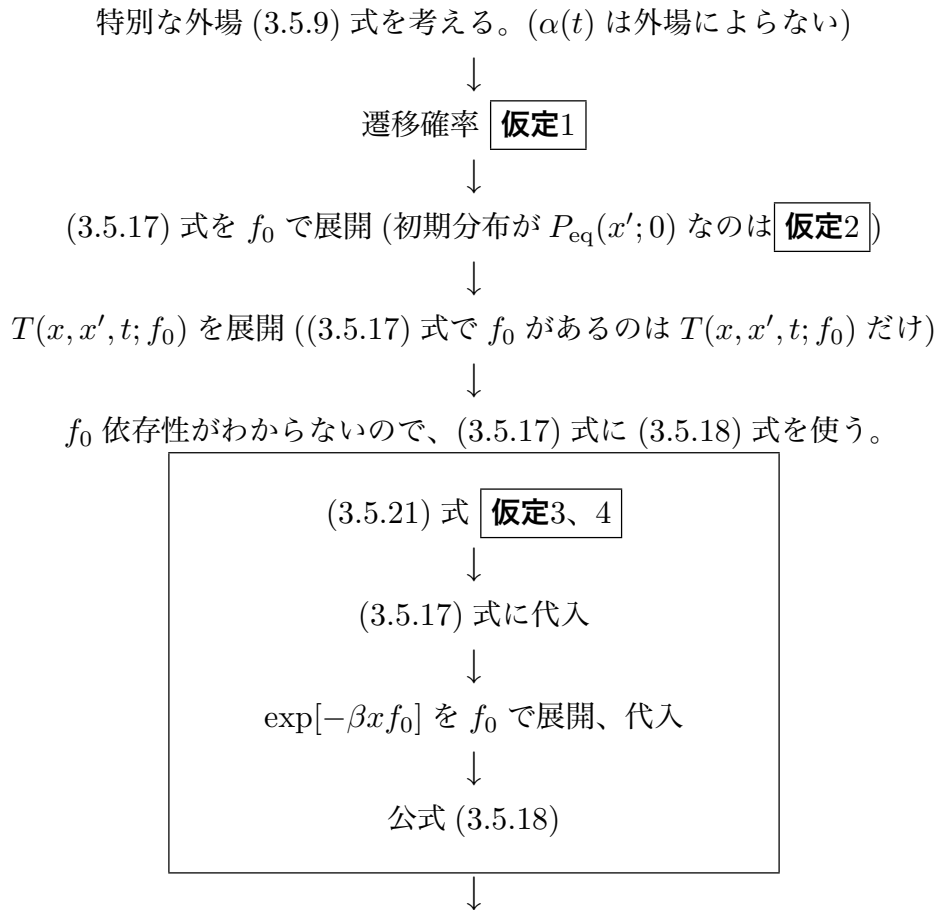 特別な外場 (3.5.9) 式を考える。(α(t) は外場によらない)
↓
遷移確率 仮定1
↓
(3.5.17) 式を f₀ で展開 (初期分布が P_eq(x′; 0) なのは 仮定2 )
↓
T(x, x′, t; f₀) を展開 ((3.5.17) 式で f₀ があるのは T(x, x′, t; f₀) だけ)
↓
f₀ 依存性がわからないので、(3.5.17) 式に (3.5.18) 式を使う。
(3.5.21) 式 仮定3、4
↓
(3.5.17) 式に代入
↓
exp[−βxf₀] を f₀ で展開、代入
↓
公式 (3.5.18)
↓